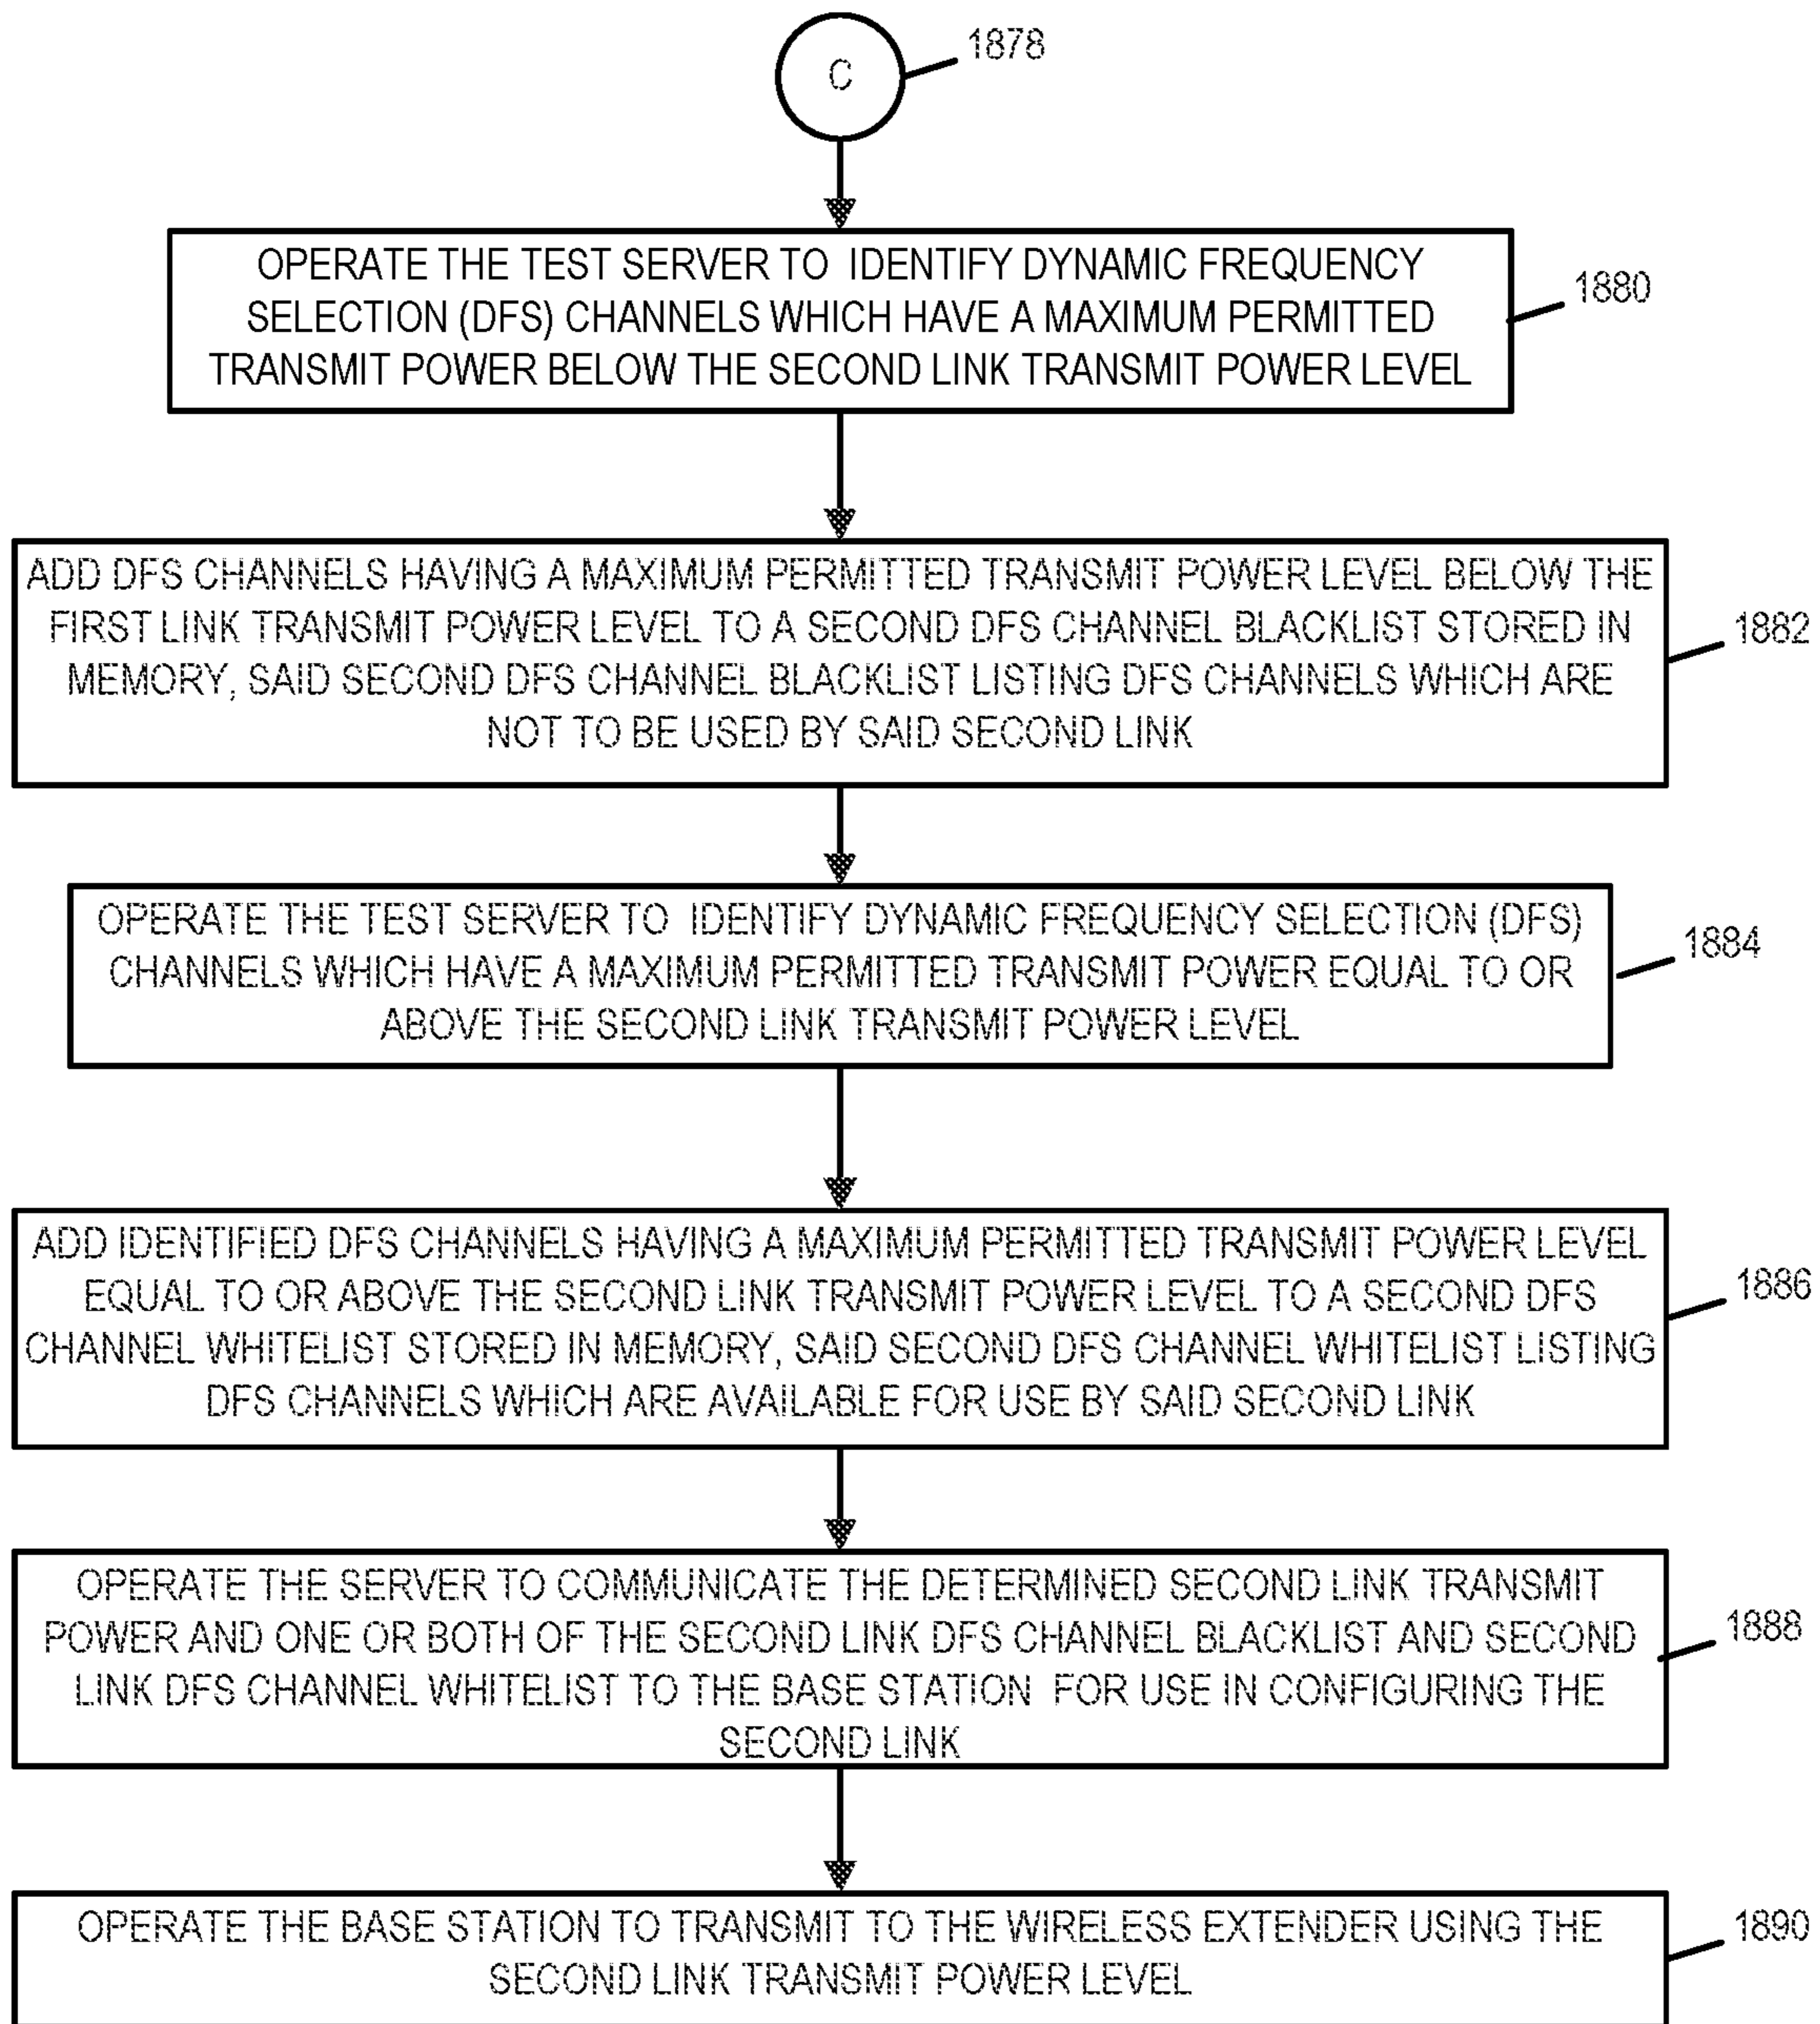 C
1878
OPERATE THE TEST SERVER TO IDENTIFY DYNAMIC FREQUENCY
SELECTION (DFS) CHANNELS WHICH HAVE A MAXIMUM PERMITTED
TRANSMIT POWER BELOW THE SECOND LINK TRANSMIT POWER LEVEL
1880
ADD DFS CHANNELS HAVING A MAXIMUM PERMITTED TRANSMIT POWER LEVEL BELOW THE
FIRST LINK TRANSMIT POWER LEVEL TO A SECOND DFS CHANNEL BLACKLIST STORED IN
MEMORY, SAID SECOND DFS CHANNEL BLACKLIST LISTING DFS CHANNELS WHICH ARE
NOT TO BE USED BY SAID SECOND LINK
1882
OPERATE THE TEST SERVER TO IDENTIFY DYNAMIC FREQUENCY SELECTION (DFS)
CHANNELS WHICH HAVE A MAXIMUM PERMITTED TRANSMIT POWER EQUAL TO OR
ABOVE THE SECOND LINK TRANSMIT POWER LEVEL
1884
ADD IDENTIFIED DFS CHANNELS HAVING A MAXIMUM PERMITTED TRANSMIT POWER LEVEL
EQUAL TO OR ABOVE THE SECOND LINK TRANSMIT POWER LEVEL TO A SECOND DFS
CHANNEL WHITELIST STORED IN MEMORY, SAID SECOND DFS CHANNEL WHITELIST LISTING
DFS CHANNELS WHICH ARE AVAILABLE FOR USE BY SAID SECOND LINK
1886
OPERATE THE SERVER TO COMMUNICATE THE DETERMINED SECOND LINK TRANSMIT
POWER AND ONE OR BOTH OF THE SECOND LINK DFS CHANNEL BLACKLIST AND SECOND
LINK DFS CHANNEL WHITELIST TO THE BASE STATION FOR USE IN CONFIGURING THE
SECOND LINK
1888
OPERATE THE BASE STATION TO TRANSMIT TO THE WIRELESS EXTENDER USING THE
SECOND LINK TRANSMIT POWER LEVEL
1890